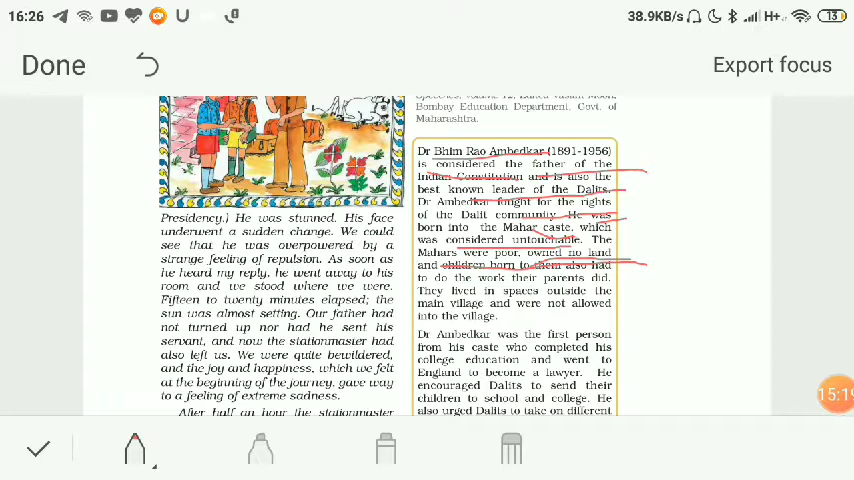 16:26
38.9KB/s
H+
13
Done
Export focus
Speeches, Volume 12, Edited Vasant Moon,
Bombay Education Department, Govt. of
Maharashtra.
Presidency.) He was stunned. His face
underwent a sudden change. We could
see that he was overpowered by a
strange feeling of repulsion. As soon as
he heard my reply, he went away to his
room and we stood where we were.
Fifteen to twenty minutes elapsed; the
sun was almost setting. Our father had
not turned up nor had he sent his
servant, and now the stationmaster had
also left us. We were quite bewildered,
and the joy and happiness, which we felt
at the beginning of the journey, gave way
to a feeling of extreme sadness.
After half an hour the stationmaster
Dr Bhim Rao Ambedkar (1891-1956)
is considered the father of the
Indian Constitution and is also the
best known leader of the Dalits.
Dr Ambedkar fought for the rights
of the Dalit community. He was
born into the Mahar caste, which
was considered untouchable. The
Mahars were poor, owned no land
and children born to them also had
to do the work their parents did.
They lived in spaces outside the
main village and were not allowed
into the village.
Dr Ambedkar was the first person
from his caste who completed his
college education and went to
England to become a lawyer. He
encouraged Dalits to send their
children to school and college. He
also urged Dalits to take on different
15:19